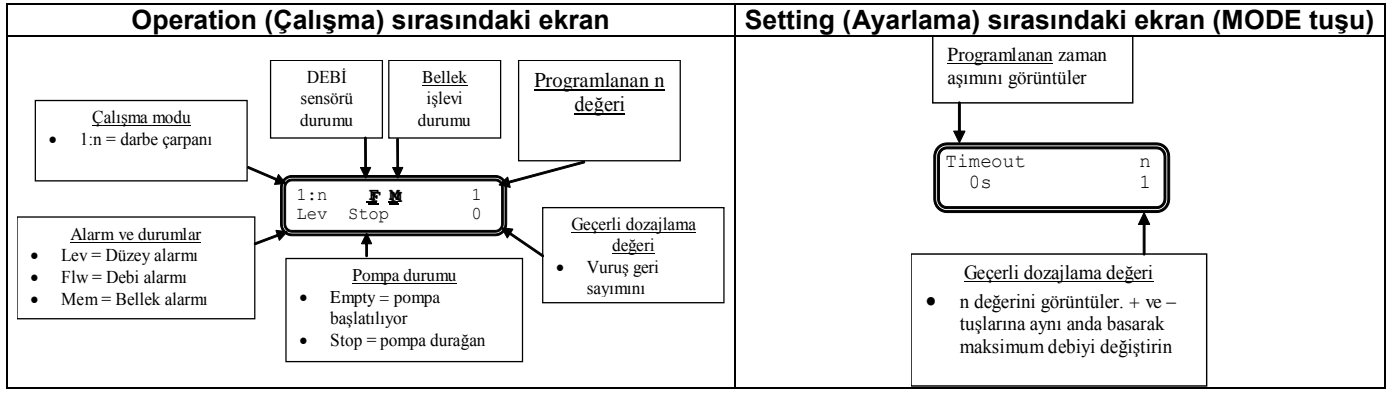 Operation (Çalışma) sırasındaki ekran
Setting (Ayarlama) sırasındaki ekran (MODE tuşu)
DEBİ
sensörü
durumu
Bellek
işlevi
durumu
Programlanan n
değeri
Çalışma modu
• 1:n = darbe çarpanı
1:n F M 1
Lev Stop 0
Alarm ve durumlar
• Lev = Düzey alarmı
• Flw = Debi alarmı
• Mem = Bellek alarmı
Pompa durumu
• Empty = pompa
başlatılıyor
• Stop = pompa durağan
Geçerli dozajlama
değeri
• Vuruş geri
sayımını
Programlanan zaman
aşımını görüntüler
Timeout n
0s 1
Geçerli dozajlama değeri
• n değerini görüntüler. + ve –
tuşlarına aynı anda basarak
maksimum debiyi değiştirin